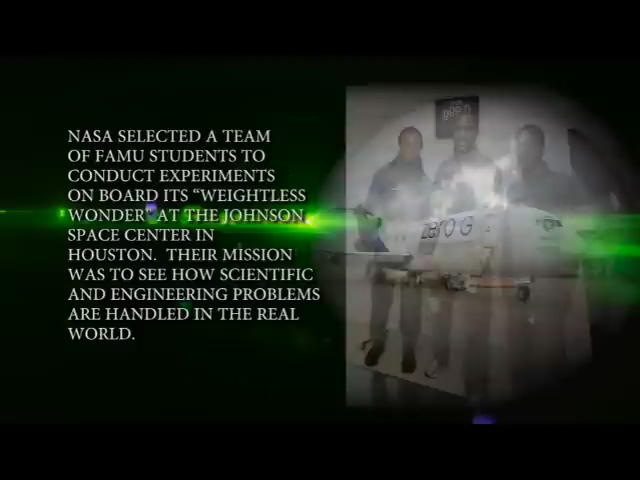 NASA SELECTED A TEAM
OF FAMU STUDENTS TO
CONDUCT EXPERIMENTS
ON BOARD ITS “WEIGHTLESS
WONDER” AT THE JOHNSON
SPACE CENTER IN
HOUSTON. THEIR MISSION
WAS TO SEE HOW SCIENTIFIC
AND ENGINEERING PROBLEMS
ARE HANDLED IN THE REAL
WORLD.
zero G